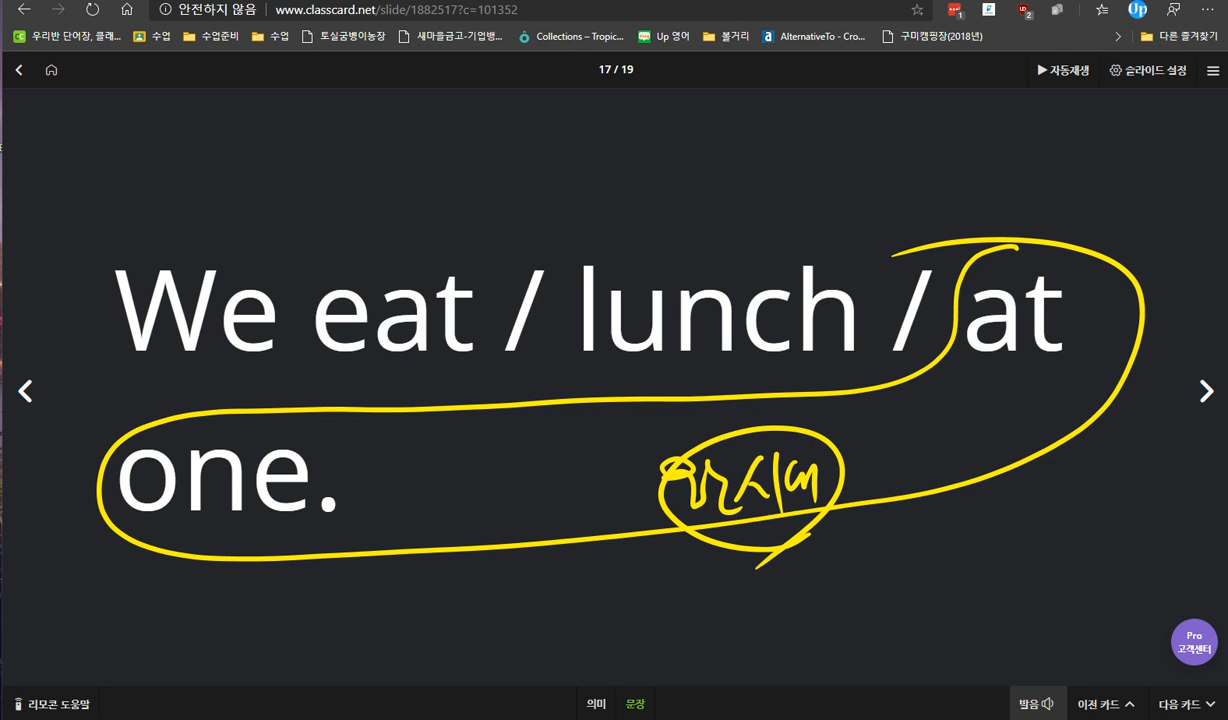 안전하지 않음 www.classcard.net/slide/1882517?c=101352
우리반 단어장, 클래... 수업 수업준비 수업 토실굼벵이농장 새마을금고-기업뱅... Collections – Tropic... Up 영어 볼거리 AlternativeTo - Cro... 구미캠핑장(2018년) 다른 즐겨찾기
17 / 19 자동재생 슬라이드 설정
We eat / lunch / at
one.
한시에
Pro
고객센터
리모콘 도움말 의미 문장 발음 이전 카드 다음 카드